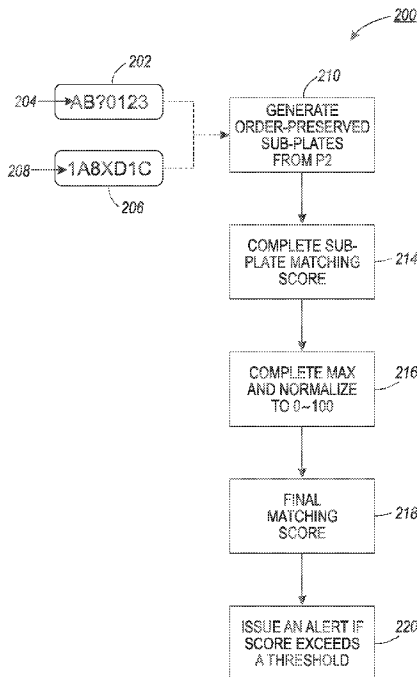 200
202
204 AB?0123
208 1A8XD1C
206
210
GENERATE
ORDER-PRESERVED
SUB-PLATES
FROM P2
COMPLETE SUB-
PLATE MATCHING
SCORE
214
COMPLETE MAX
AND NORMALIZE
TO 0~100
216
FINAL
MATCHING
SCORE
218
ISSUE AN ALERT IF
SCORE EXCEEDS
A THRESHOLD
220